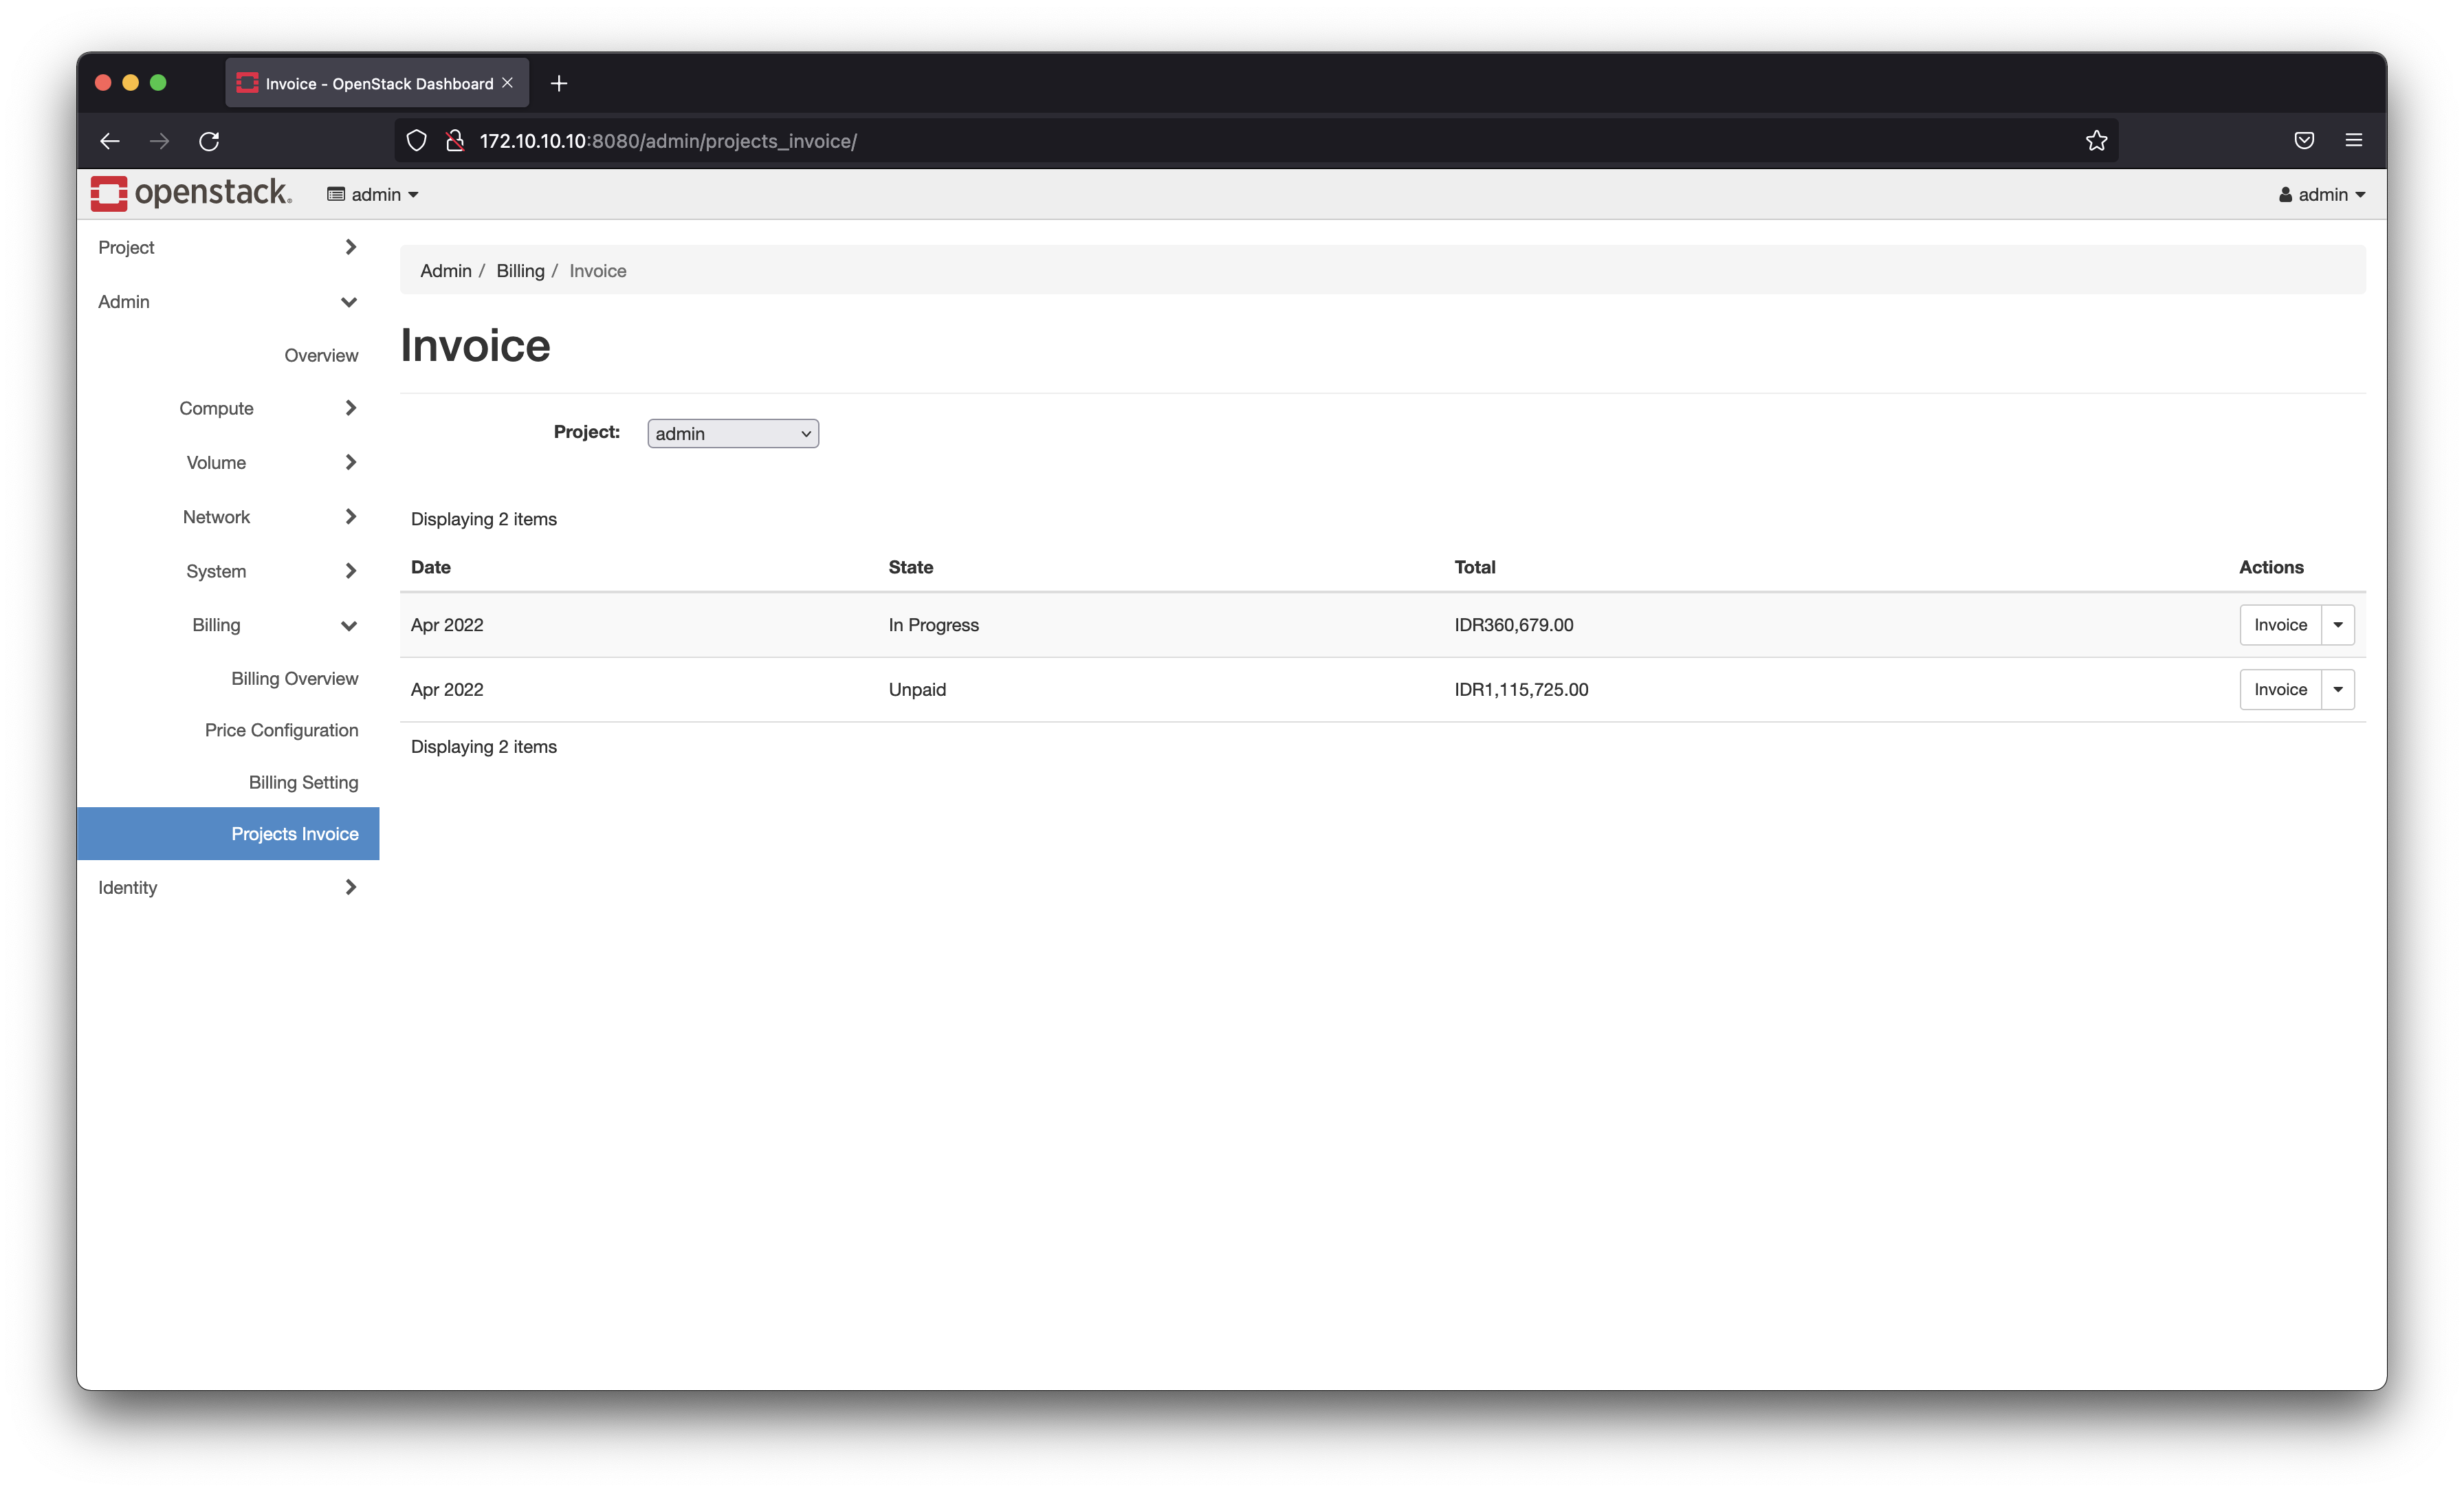 Invoice - OpenStack Dashboard
172.10.10.10:8080/admin/projects_invoice/
openstack.
admin
admin
Project
Admin
Overview
Compute
Volume
Network
System
Billing
Billing Overview
Price Configuration
Billing Setting
Projects Invoice
Identity
Admin / Billing / Invoice
Invoice
Project: admin
Displaying 2 items
Date State Total Actions
Apr 2022 In Progress IDR360,679.00 Invoice
Apr 2022 Unpaid IDR1,115,725.00 Invoice
Displaying 2 items